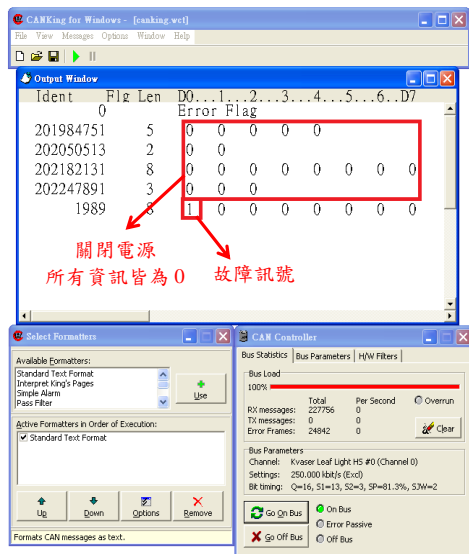 CANKing for Windows - [canking.wct]
File View Messages Options Window Help
Output Window
Ident Flg Len D0...1...2...3...4...5...6..D7
0 Error Flag
201984751 5 0 0 0 0 0
202050513 2 0 0
202182131 8 0 0 0 0 0 0 0 0
202247891 3 0 0 0
1989 8 1 0 0 0 0 0 0 0
關閉電源
所有資訊皆為0
故障訊號
Select Formatters
Available Formatters:
Standard Text Format
Interpret King's Pages
Simple Alarm
Pass Filter
Use
Active Formatters in Order of Execution:
Standard Text Format
Up Down Options Remove
Formats CAN messages as text.
CAN Controller
Bus Statistics Bus Parameters H/W Filters
Bus Load
100%
Total Per Second Overrun
RX messages: 227756 0
TX messages: 0 0
Error Frames: 24842 0
Clear
Bus Parameters
Channel: Kvaser Leaf Light HS #0 (Channel 0)
Settings: 250.000 kbit/s (Excl)
Bit timing: Q=16, S1=13, S2=3, SP=81.3%, SJW=2
Go On Bus
On Bus
Error Passive
Go Off Bus
Off Bus